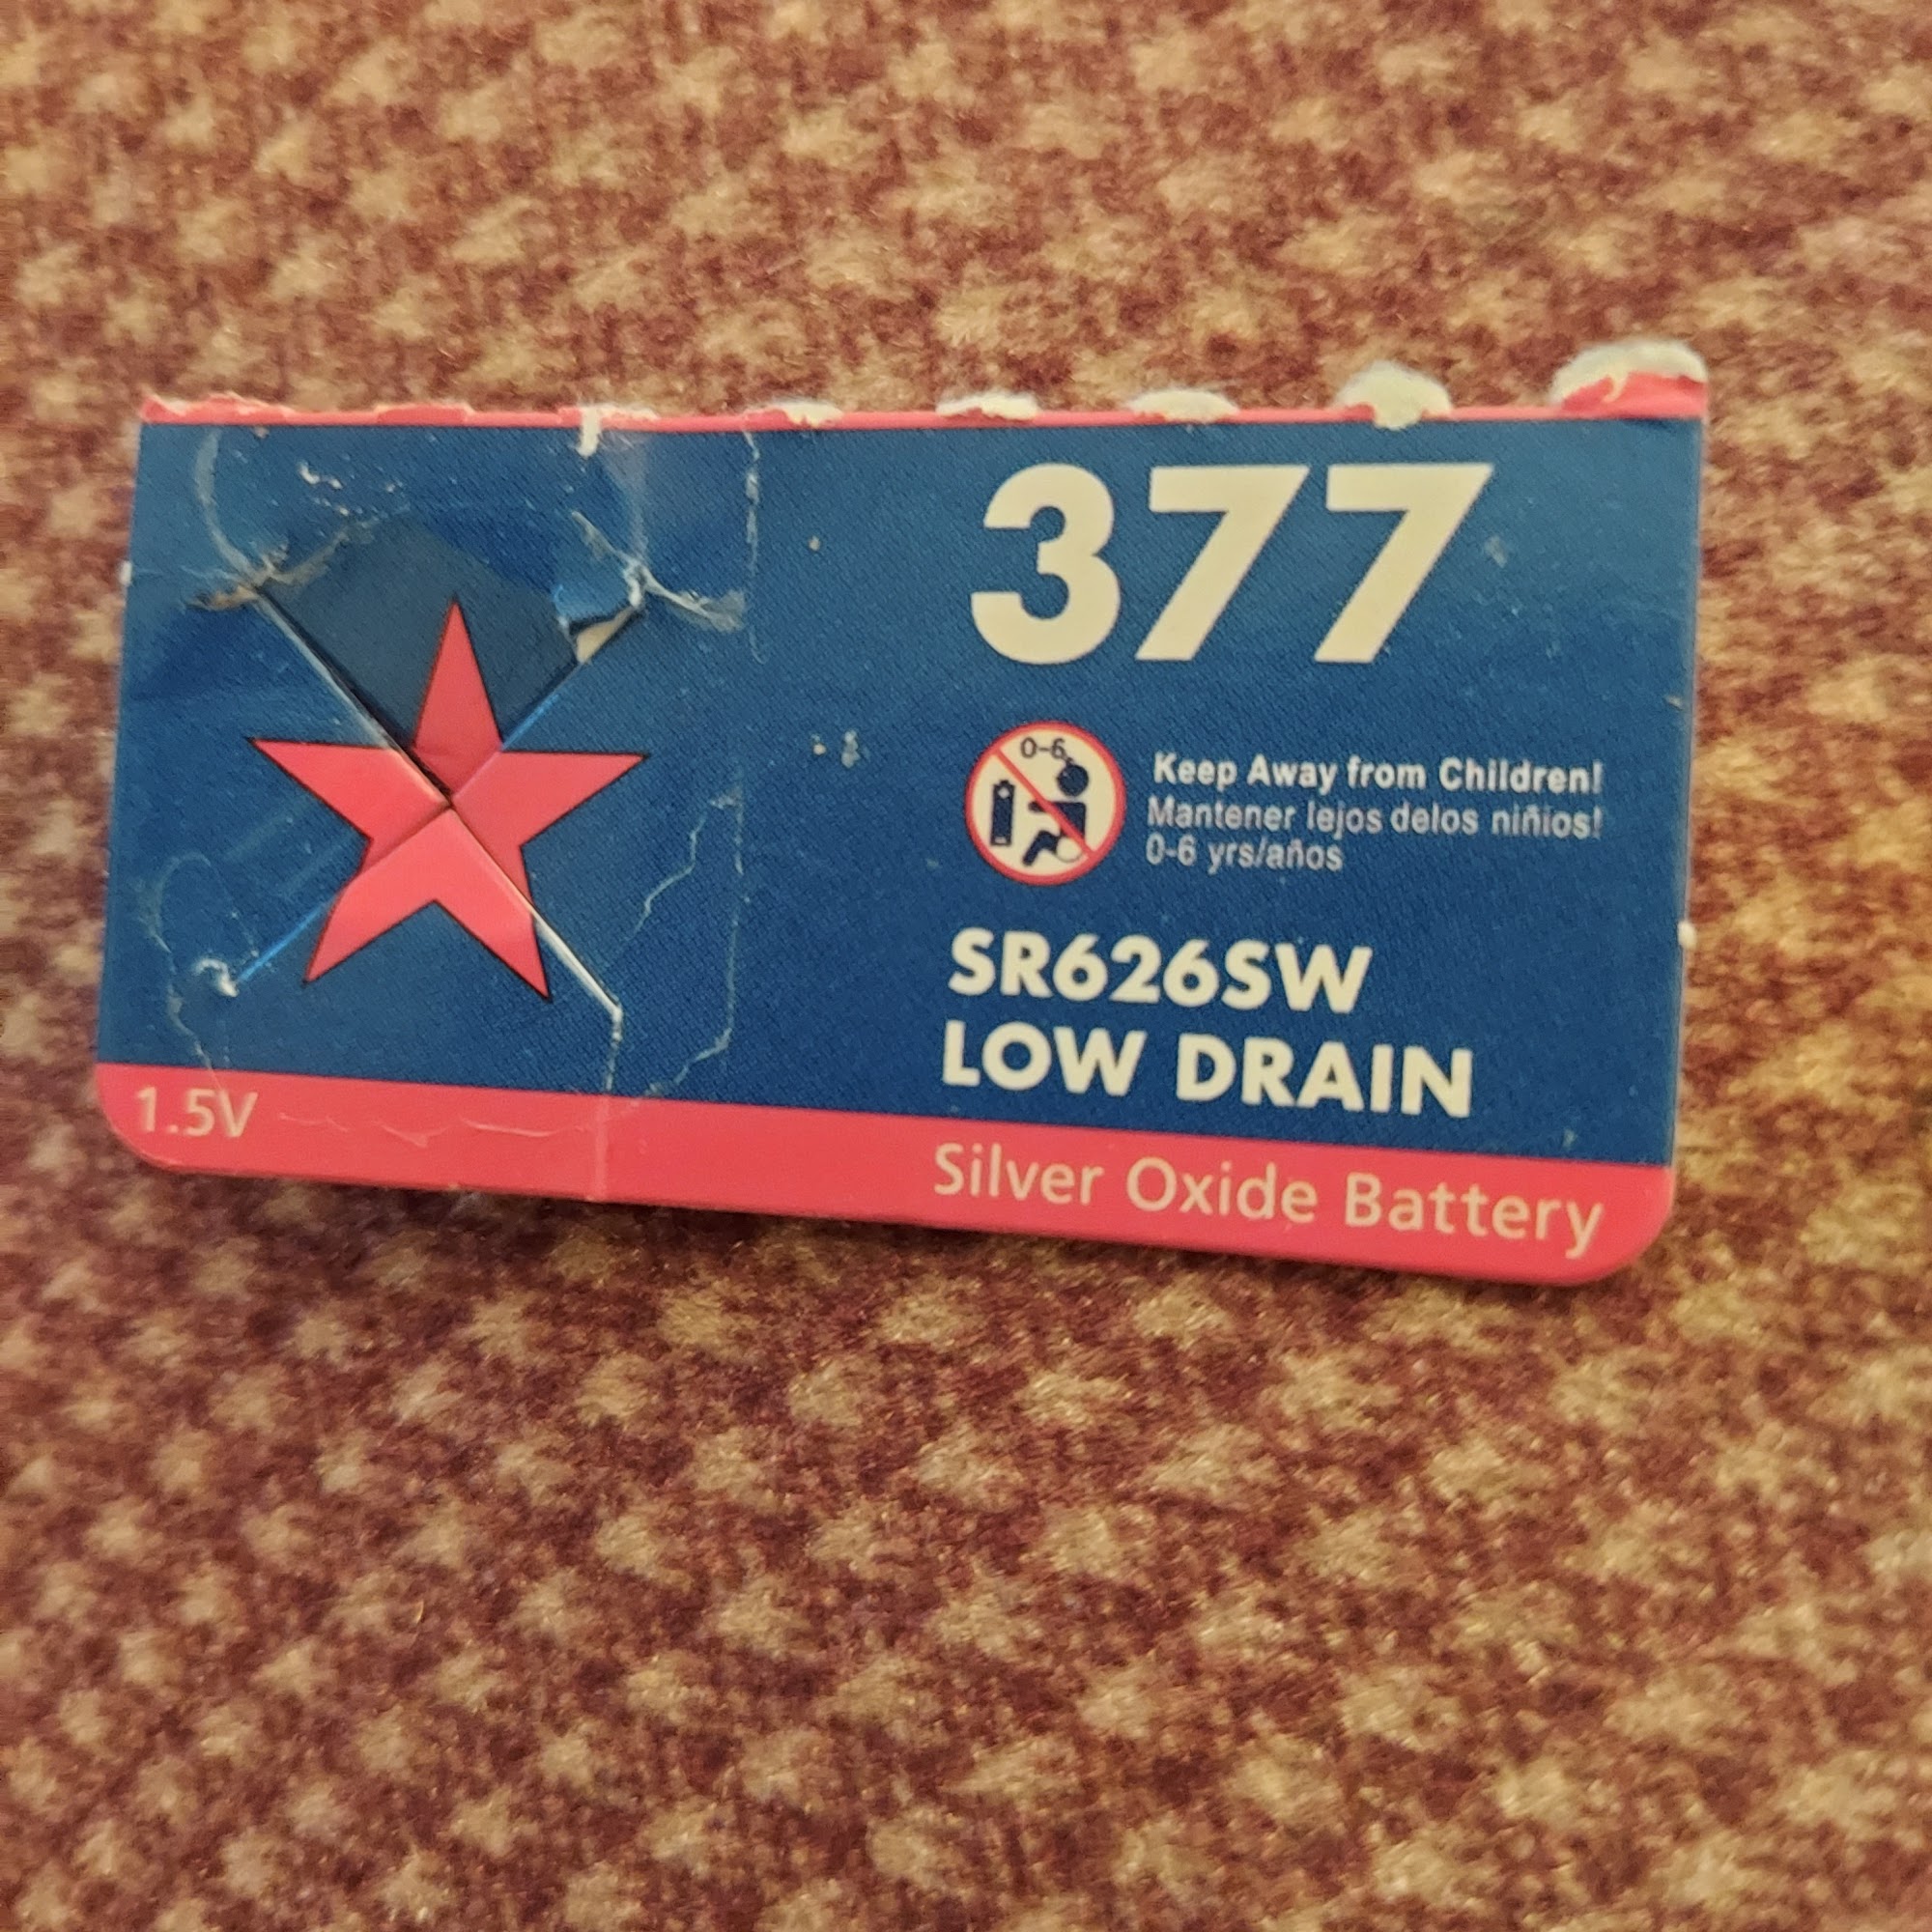 377
0-6
Keep Away from Children!
Mantener lejos delos niñios!
0-6 yrs/años
SR626SW
LOW DRAIN
1.5V
Silver Oxide Battery